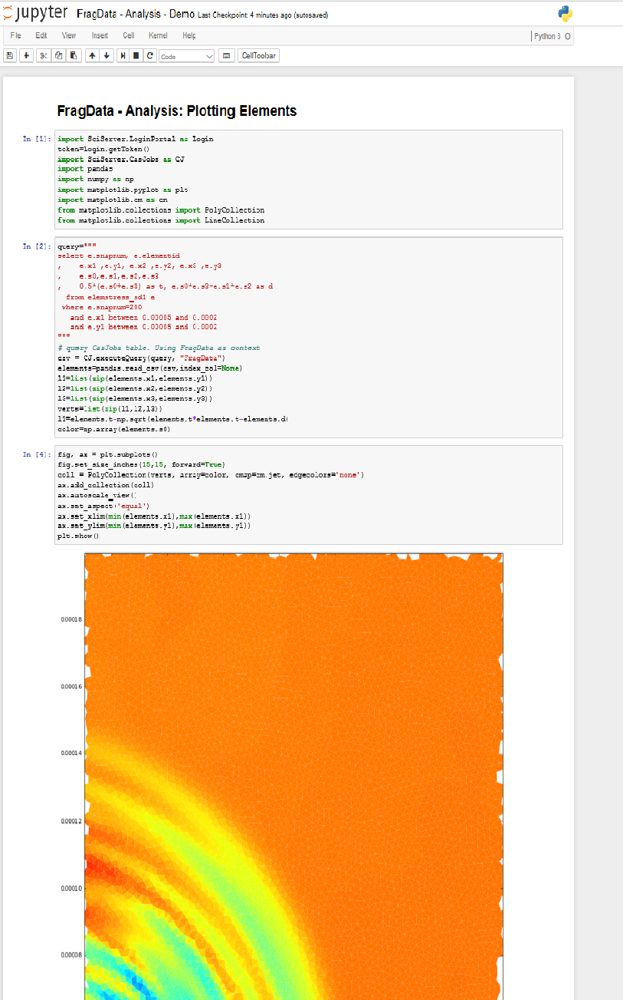 jupyter FragData - Analysis - Demo Last Checkpoint: 4 minutes ago (autosaved)
File Edit View Insert Cell Kernel Help Python 3
Code CellToolbar
FragData - Analysis: Plotting Elements
In [1]: import SciServer.LoginPortal as Login
token=Login.getToken()
import SciServer.CasJobs as CJ
import pandas
import numpy as np
import matplotlib.pyplot as plt
import matplotlib.cm as cm
from matplotlib.collections import PolyCollection
from matplotlib.collections import LineCollection
In [2]: query="""
select e.snapnum, e.elementid
, e.x1 ,e.y1, e.x2 ,e.y2, e.x3 ,e.y3
, e.s0,e.s1,e.s2,e.s3
, 0.5*(e.s0+e.s3) as t, e.s0*e.s3-e.s1*e.s2 as d
from elemstress_sd1 e
where e.snapnum=200
and e.x1 between 0.00005 and 0.0002
and e.y1 between 0.00005 and 0.0002
"""
# query CasJobs table. Using FragData as context
csv = CJ.executeQuery(query, "FragData")
elements=pandas.read_csv(csv,index_col=None)
l1=list(zip(elements.x1,elements.y1))
l2=list(zip(elements.x2,elements.y2))
l3=list(zip(elements.x3,elements.y3))
verts=list(zip(l1,l2,l3))
elements.t-np.sqrt(elements.t*elements.t-elements.d)
color=np.array(elements.s0)
In [4]: fig, ax = plt.subplots()
fig.set_size_inches(15,15, forward=True)
coll = PolyCollection(verts, array=color, cmap=cm.jet, edgecolors='none')
ax.add_collection(coll)
ax.autoscale_view()
ax.set_aspect('equal')
ax.set_xlim(min(elements.x1),max(elements.x1))
ax.set_ylim(min(elements.y1),max(elements.y1))
plt.show()
0.00018
0.00016
0.00014
0.00012
0.00010
0.00008